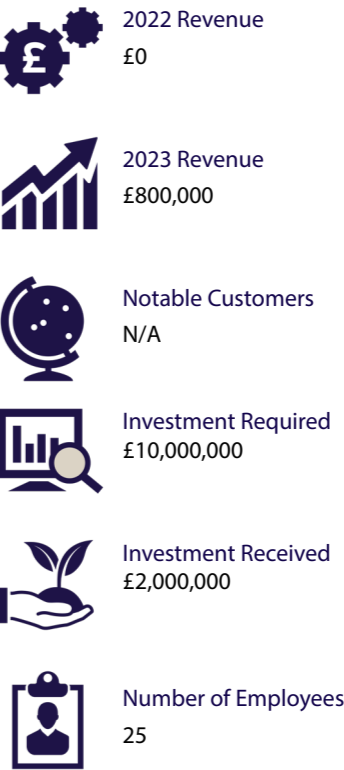 £
2022 Revenue
£0
2023 Revenue
£800,000
Notable Customers
N/A
Investment Required
£10,000,000
Investment Received
£2,000,000
Number of Employees
25